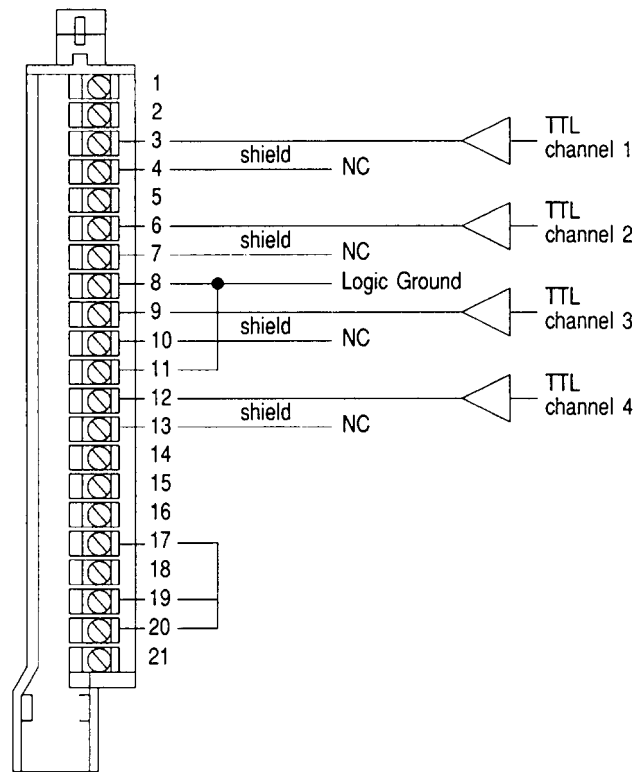 1
2
3 TTL
channel 1
shield
4 NC
5
6 TTL
channel 2
shield
7 NC
8 Logic Ground
9 TTL
channel 3
shield
10 NC
11
12 TTL
channel 4
shield
13 NC
14
15
16
17
18
19
20
21